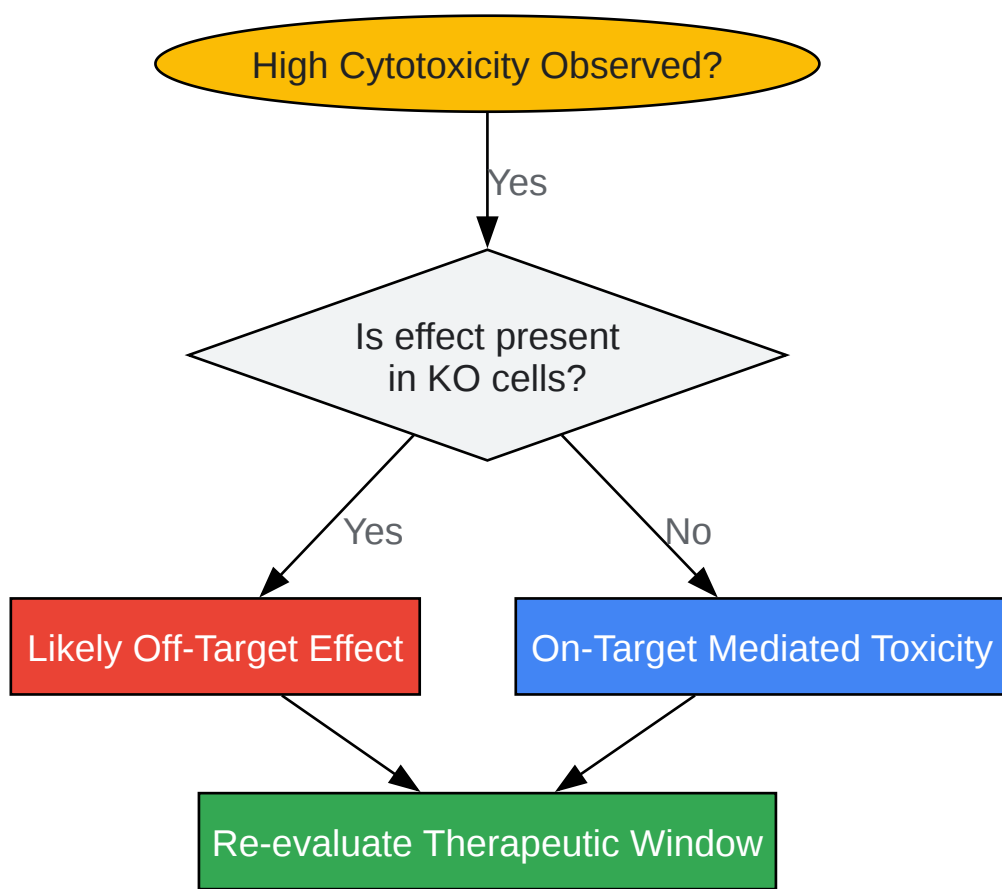 High Cytotoxicity Observed?
Yes
Is effect present
in KO cells?
Yes
No
Likely Off-Target Effect
On-Target Mediated Toxicity
Re-evaluate Therapeutic Window